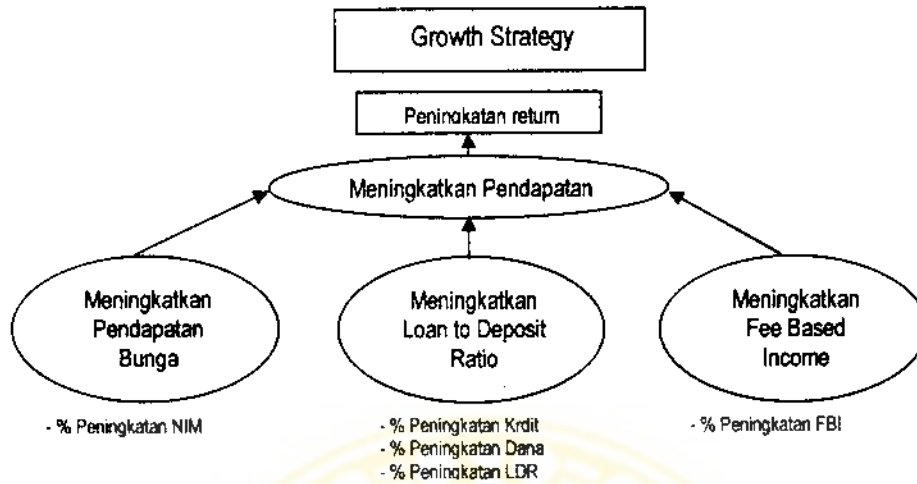 Growth Strategy
Peningkatan return
Meningkatkan Pendapatan
Meningkatkan
Pendapatan
Bunga
Meningkatkan
Loan to Deposit
Ratio
Meningkatkan
Fee Based
Income
- % Peningkatan NIM
- % Peningkatan Krdit
- % Peningkatan Dana
- % Peningkatan LDR
- % Peningkatan FBI